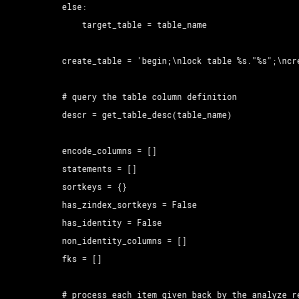 else:
target_table = table_name
create_table = 'begin;\nlock table %s."%s";\ncre
# query the table column definition
descr = get_table_desc(table_name)
encode_columns = []
statements = []
sortkeys = {}
has_zindex_sortkeys = False
has_identity = False
non_identity_columns = []
fks = []
# process each item given back by the analyze re